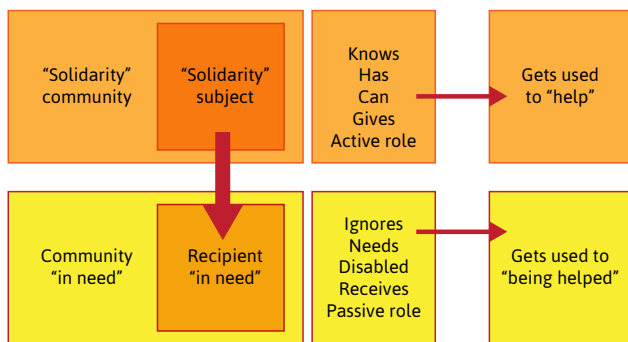 “Solidarity”
community
“Solidarity”
subject
Knows
Has
Can
Gives
Active role
Gets used
to “help”
Community
“in need”
Recipient
“in need”
Ignores
Needs
Disabled
Receives
Passive role
Gets used to
“being helped”